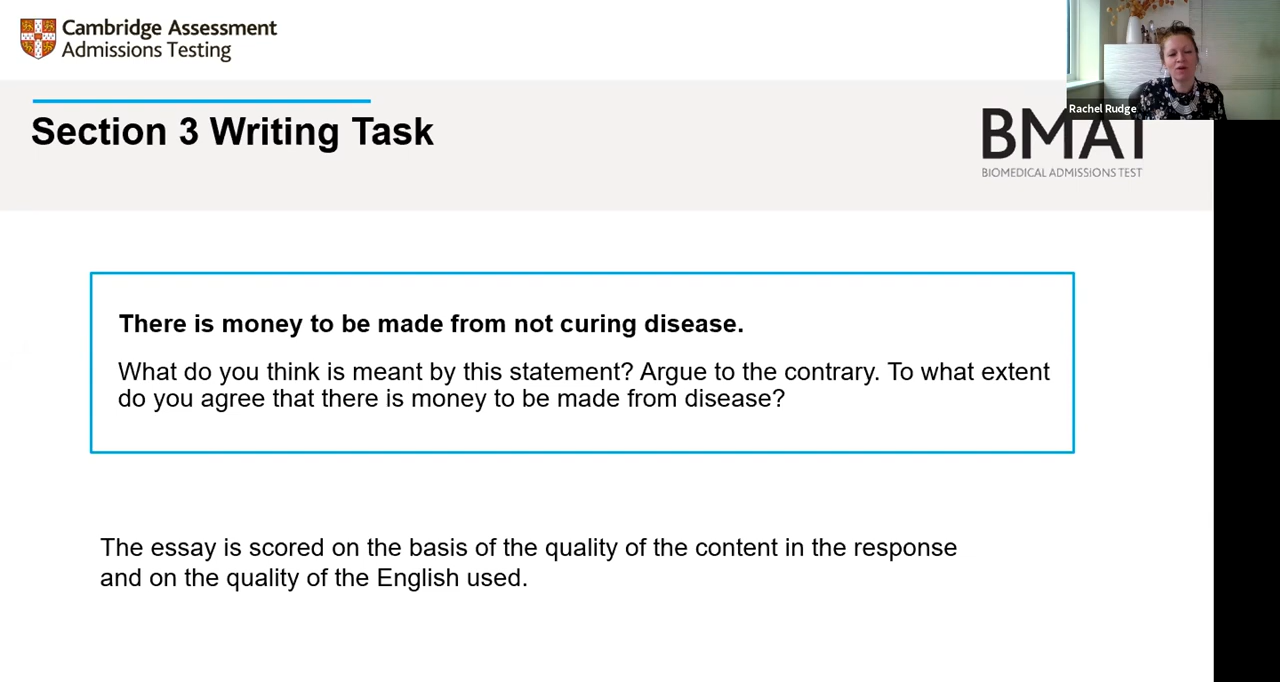 Cambridge Assessment
Admissions Testing
Rachel Rudge
Section 3 Writing Task
BMAT
BIOMEDICAL ADMISSIONS TEST
There is money to be made from not curing disease.
What do you think is meant by this statement? Argue to the contrary. To what extent
do you agree that there is money to be made from disease?
The essay is scored on the basis of the quality of the content in the response
and on the quality of the English used.